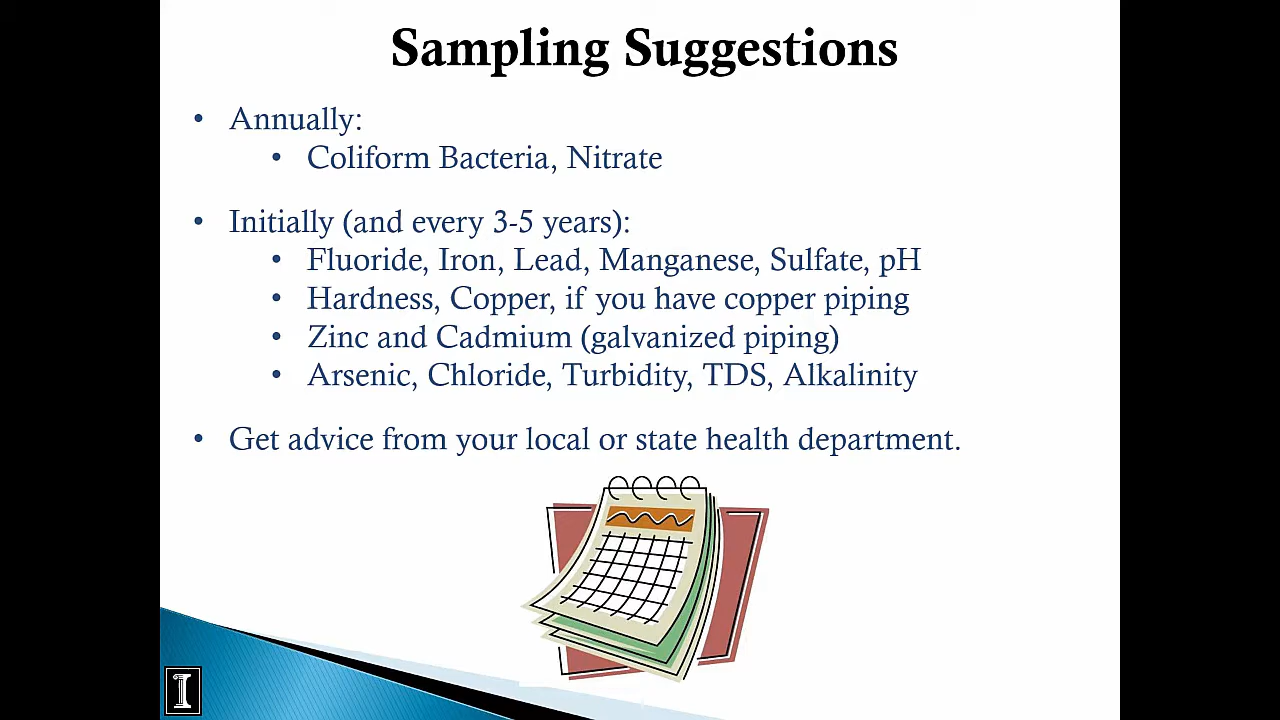 Sampling Suggestions
• Annually:
• Coliform Bacteria, Nitrate
• Initially (and every 3-5 years):
• Fluoride, Iron, Lead, Manganese, Sulfate, pH
• Hardness, Copper, if you have copper piping
• Zinc and Cadmium (galvanized piping)
• Arsenic, Chloride, Turbidity, TDS, Alkalinity
• Get advice from your local or state health department.
I